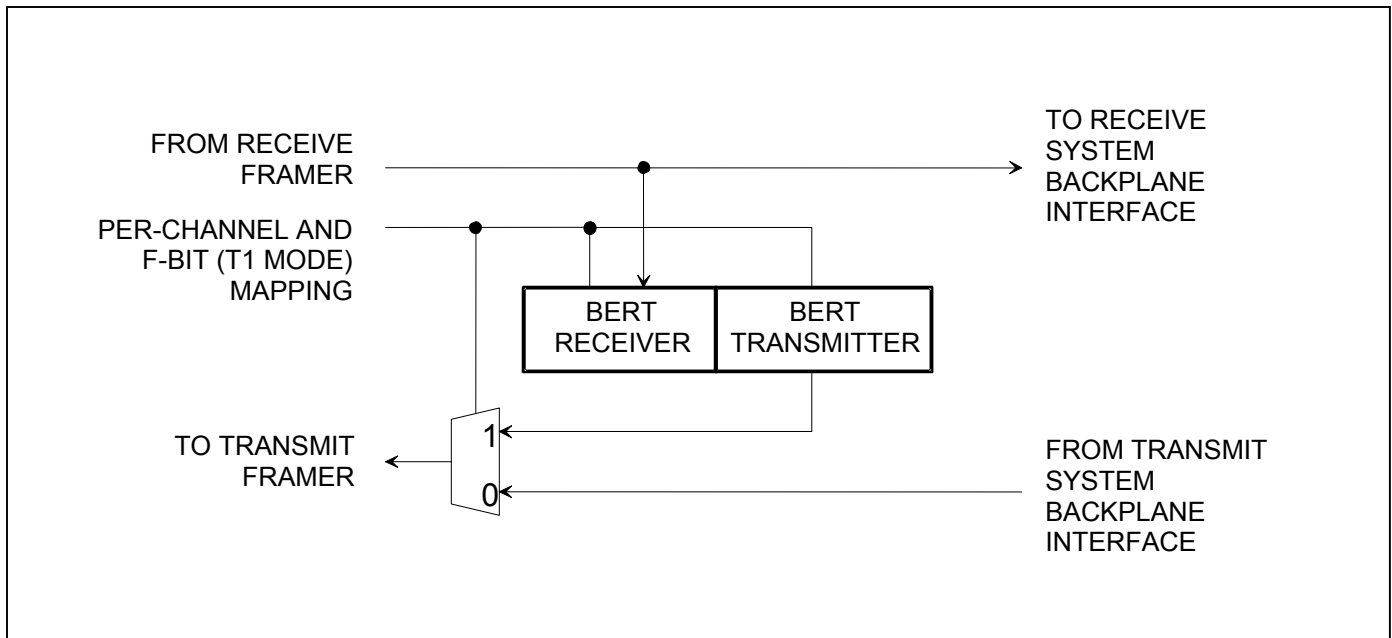 FROM RECEIVE
FRAMER
TO RECEIVE
SYSTEM
BACKPLANE
INTERFACE
PER-CHANNEL AND
F-BIT (T1 MODE)
MAPPING
BERT
RECEIVER
BERT
TRANSMITTER
1
0
TO TRANSMIT
FRAMER
FROM TRANSMIT
SYSTEM
BACKPLANE
INTERFACE